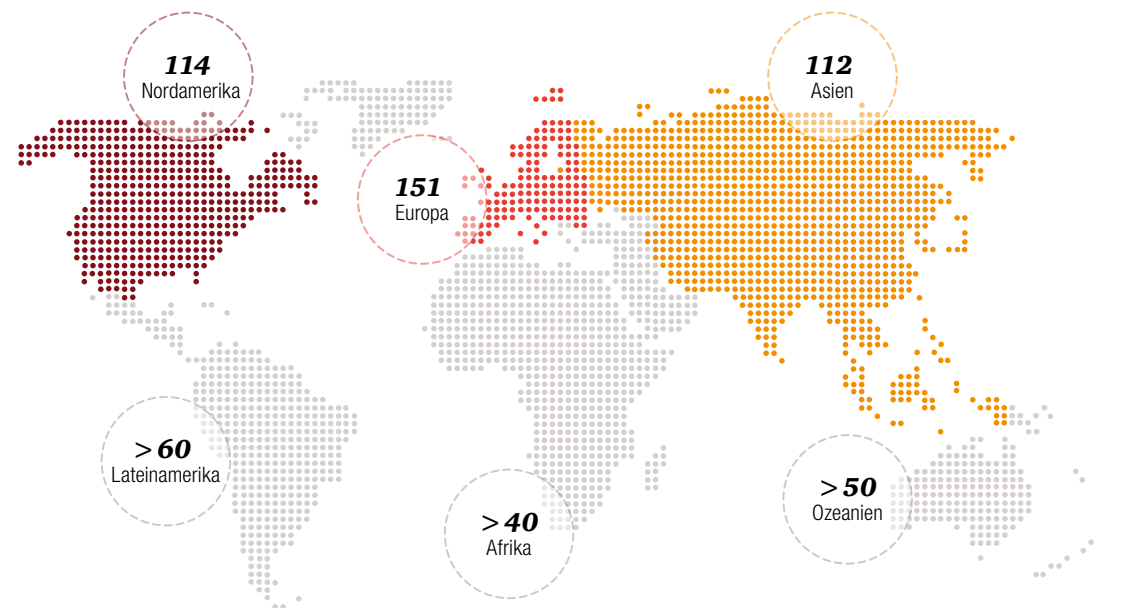 114
Nordamerika
112
Asien
151
Europa
> 60
Lateinamerika
> 40
Afrika
> 50
Ozeanien